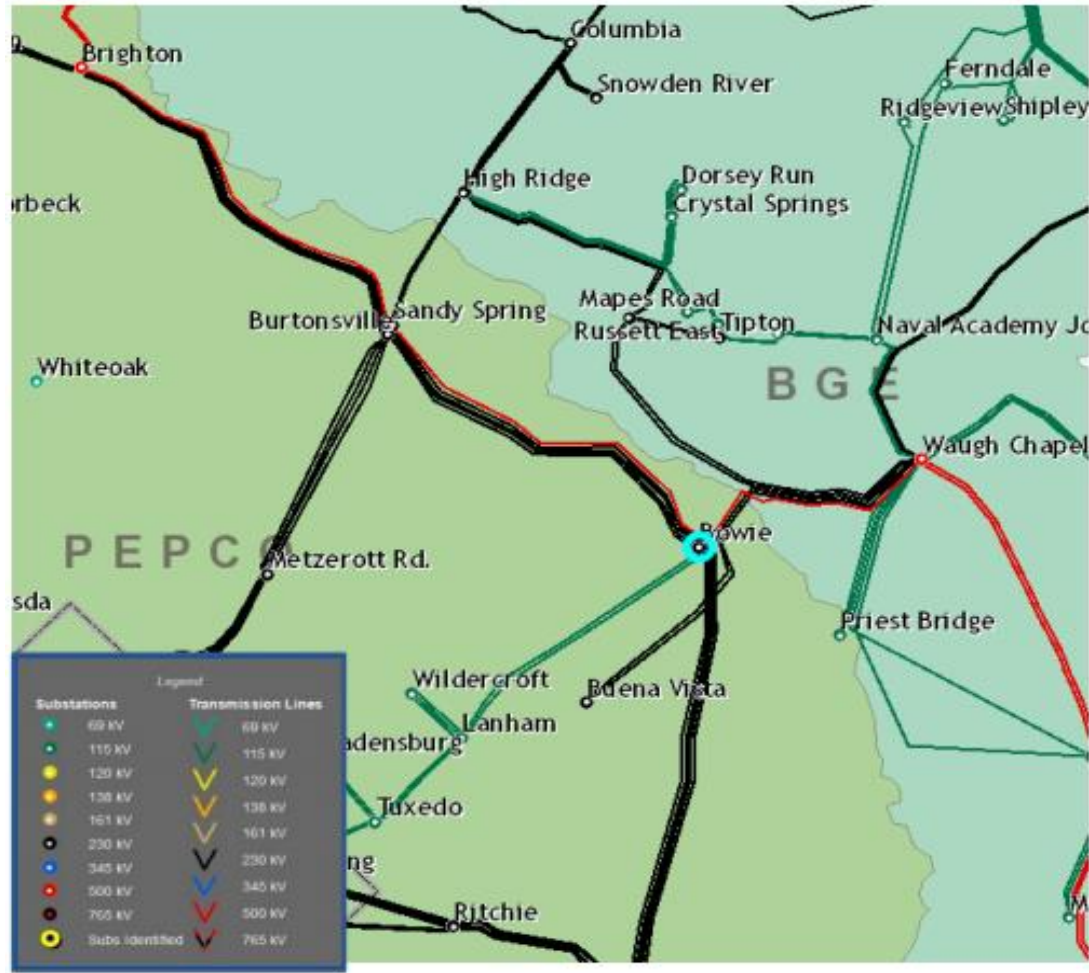 Columbia
Brighton
Ferndale
Snowden River
Ridgeview
Shipley
High Ridge
Dorsey Run
orbeck
Crystal Springs
Mapes Road
Burtonsville
Sandy Spring
Russett East
Tipton
Naval Academy Jc
Whiteoak
BGE
Waugh Chapel
Bowie
PEPCO
Metzerott Rd.
sda
Priest Bridge
Wildercroft
Buena Vista
Lanham
adensburg
Tuxedo
ng
Ritchie
M
Legend
Substations
Transmission Lines
69 kV
69 kV
115 kV
115 kV
120 kV
120 kV
138 kV
138 kV
161 kV
161 kV
230 kV
230 kV
345 kV
345 kV
500 kV
500 kV
765 kV
Subs Identified
765 kV